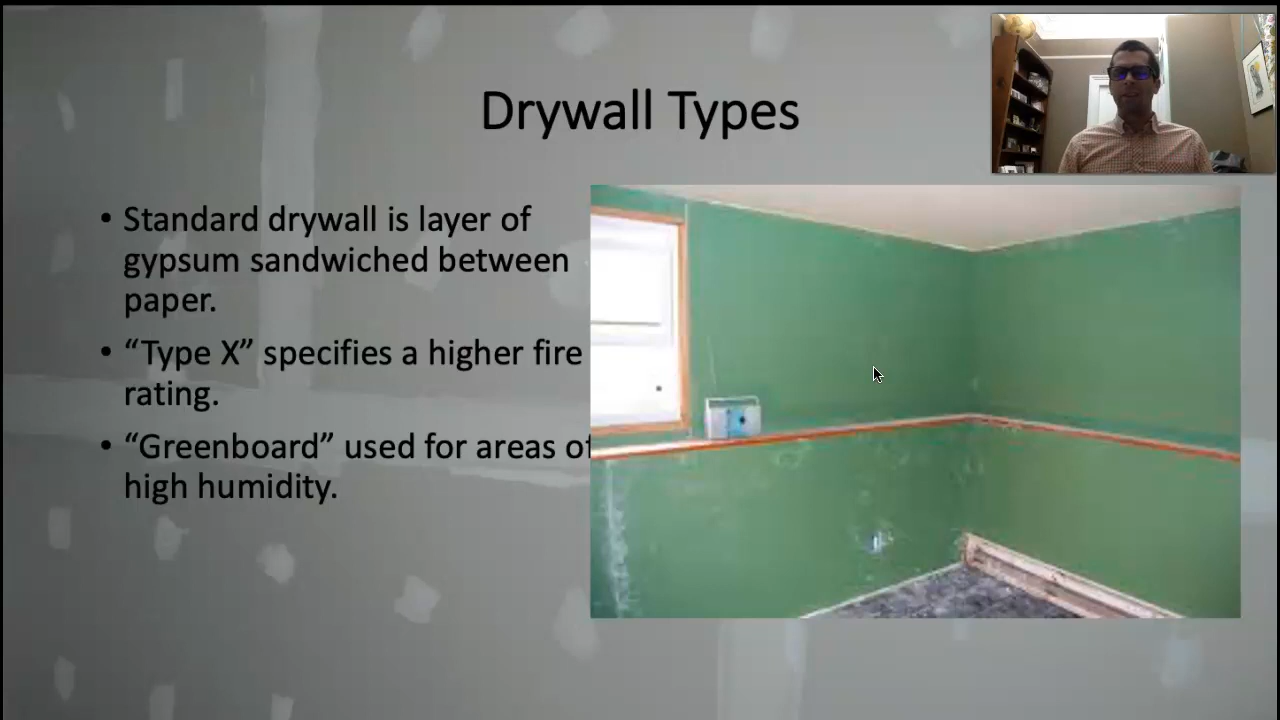 Drywall Types
• Standard drywall is layer of
gypsum sandwiched between
paper.
• “Type X” specifies a higher fire
rating.
• “Greenboard” used for areas of
high humidity.